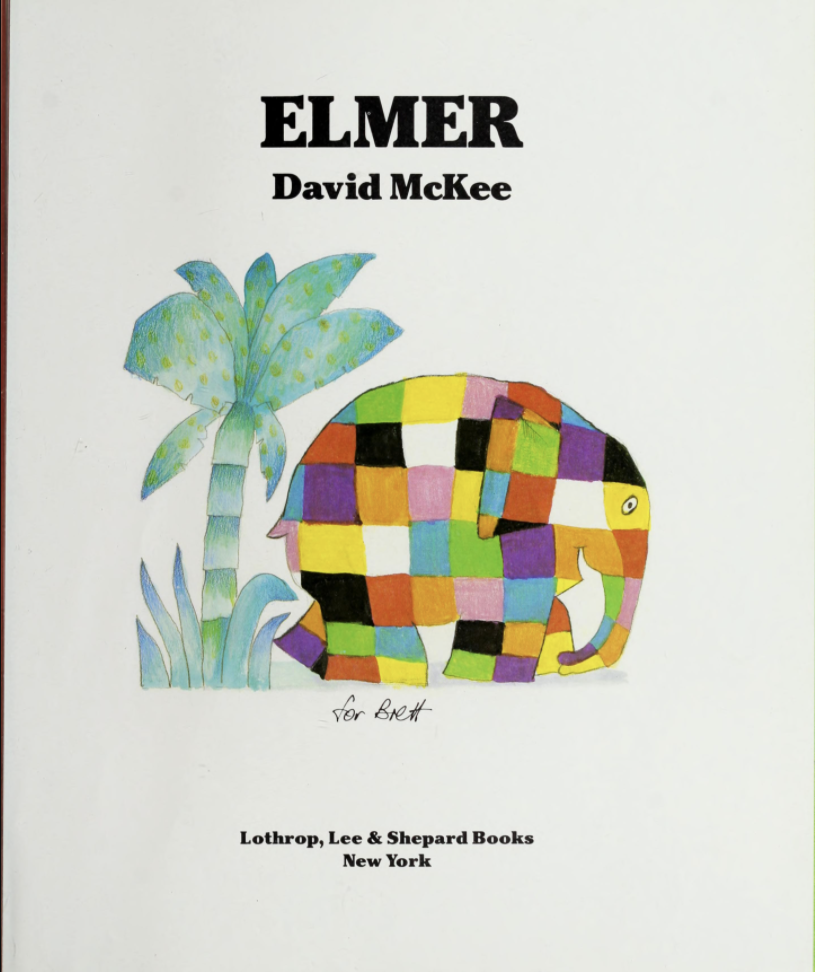 ELMER
David McKee
for Brett
Lothrop, Lee & Shepard Books
New York